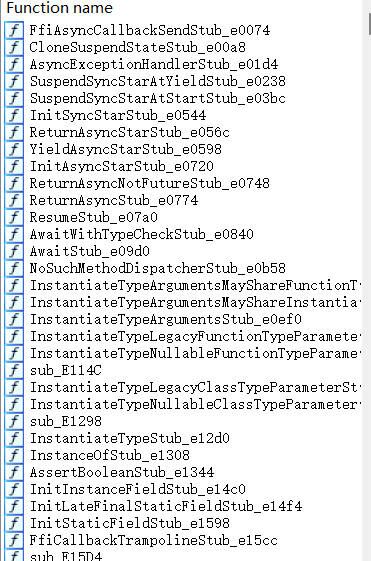 Function name
FfiAsyncCallbackSendStub_e0074
CloneSuspendStateStub_e00a8
AsyncExceptionHandlerStub_e01d4
SuspendSyncStarAtYieldStub_e0238
SuspendSyncStarAtStartStub_e03bc
InitSyncStarStub_e0544
ReturnAsyncStarStub_e056c
YieldAsyncStarStub_e0598
InitAsyncStarStub_e0720
ReturnAsyncNotFutureStub_e0748
ReturnAsyncStub_e0774
ResumeStub_e07a0
AwaitWithTypeCheckStub_e0840
AwaitStub_e09d0
NoSuchMethodDispatcherStub_e0b58
InstantiateTypeArgumentsMayShareFunctionT
InstantiateTypeArgumentsMayShareInstantia
InstantiateTypeArgumentsStub_e0ef0
InstantiateTypeLegacyFunctionTypeParamete
InstantiateTypeNullableFunctionTypeParame
sub_E114C
InstantiateTypeLegacyClassTypeParameterSt
InstantiateTypeNullableClassTypeParameter
sub_E1298
InstantiateTypeStub_e12d0
InstanceOfStub_e1308
AssertBooleanStub_e1344
InitInstanceFieldStub_e14c0
InitLateFinalStaticFieldStub_e14f4
InitStaticFieldStub_e1598
FfiCallbackTrampolineStub_e15cc
sub_E15D4